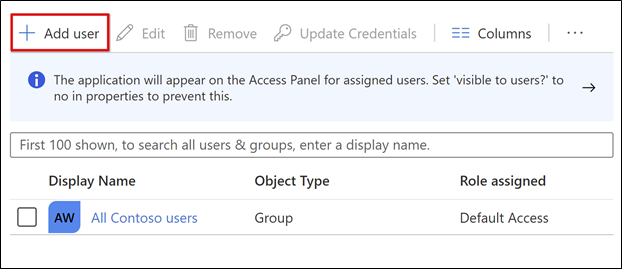 Add user Edit Remove Update Credentials Columns ...
The application will appear on the Access Panel for assigned users. Set 'visible to users?' to
no in properties to prevent this.
First 100 shown, to search all users & groups, enter a display name.
Display Name Object Type Role assigned
AW All Contoso users Group Default Access